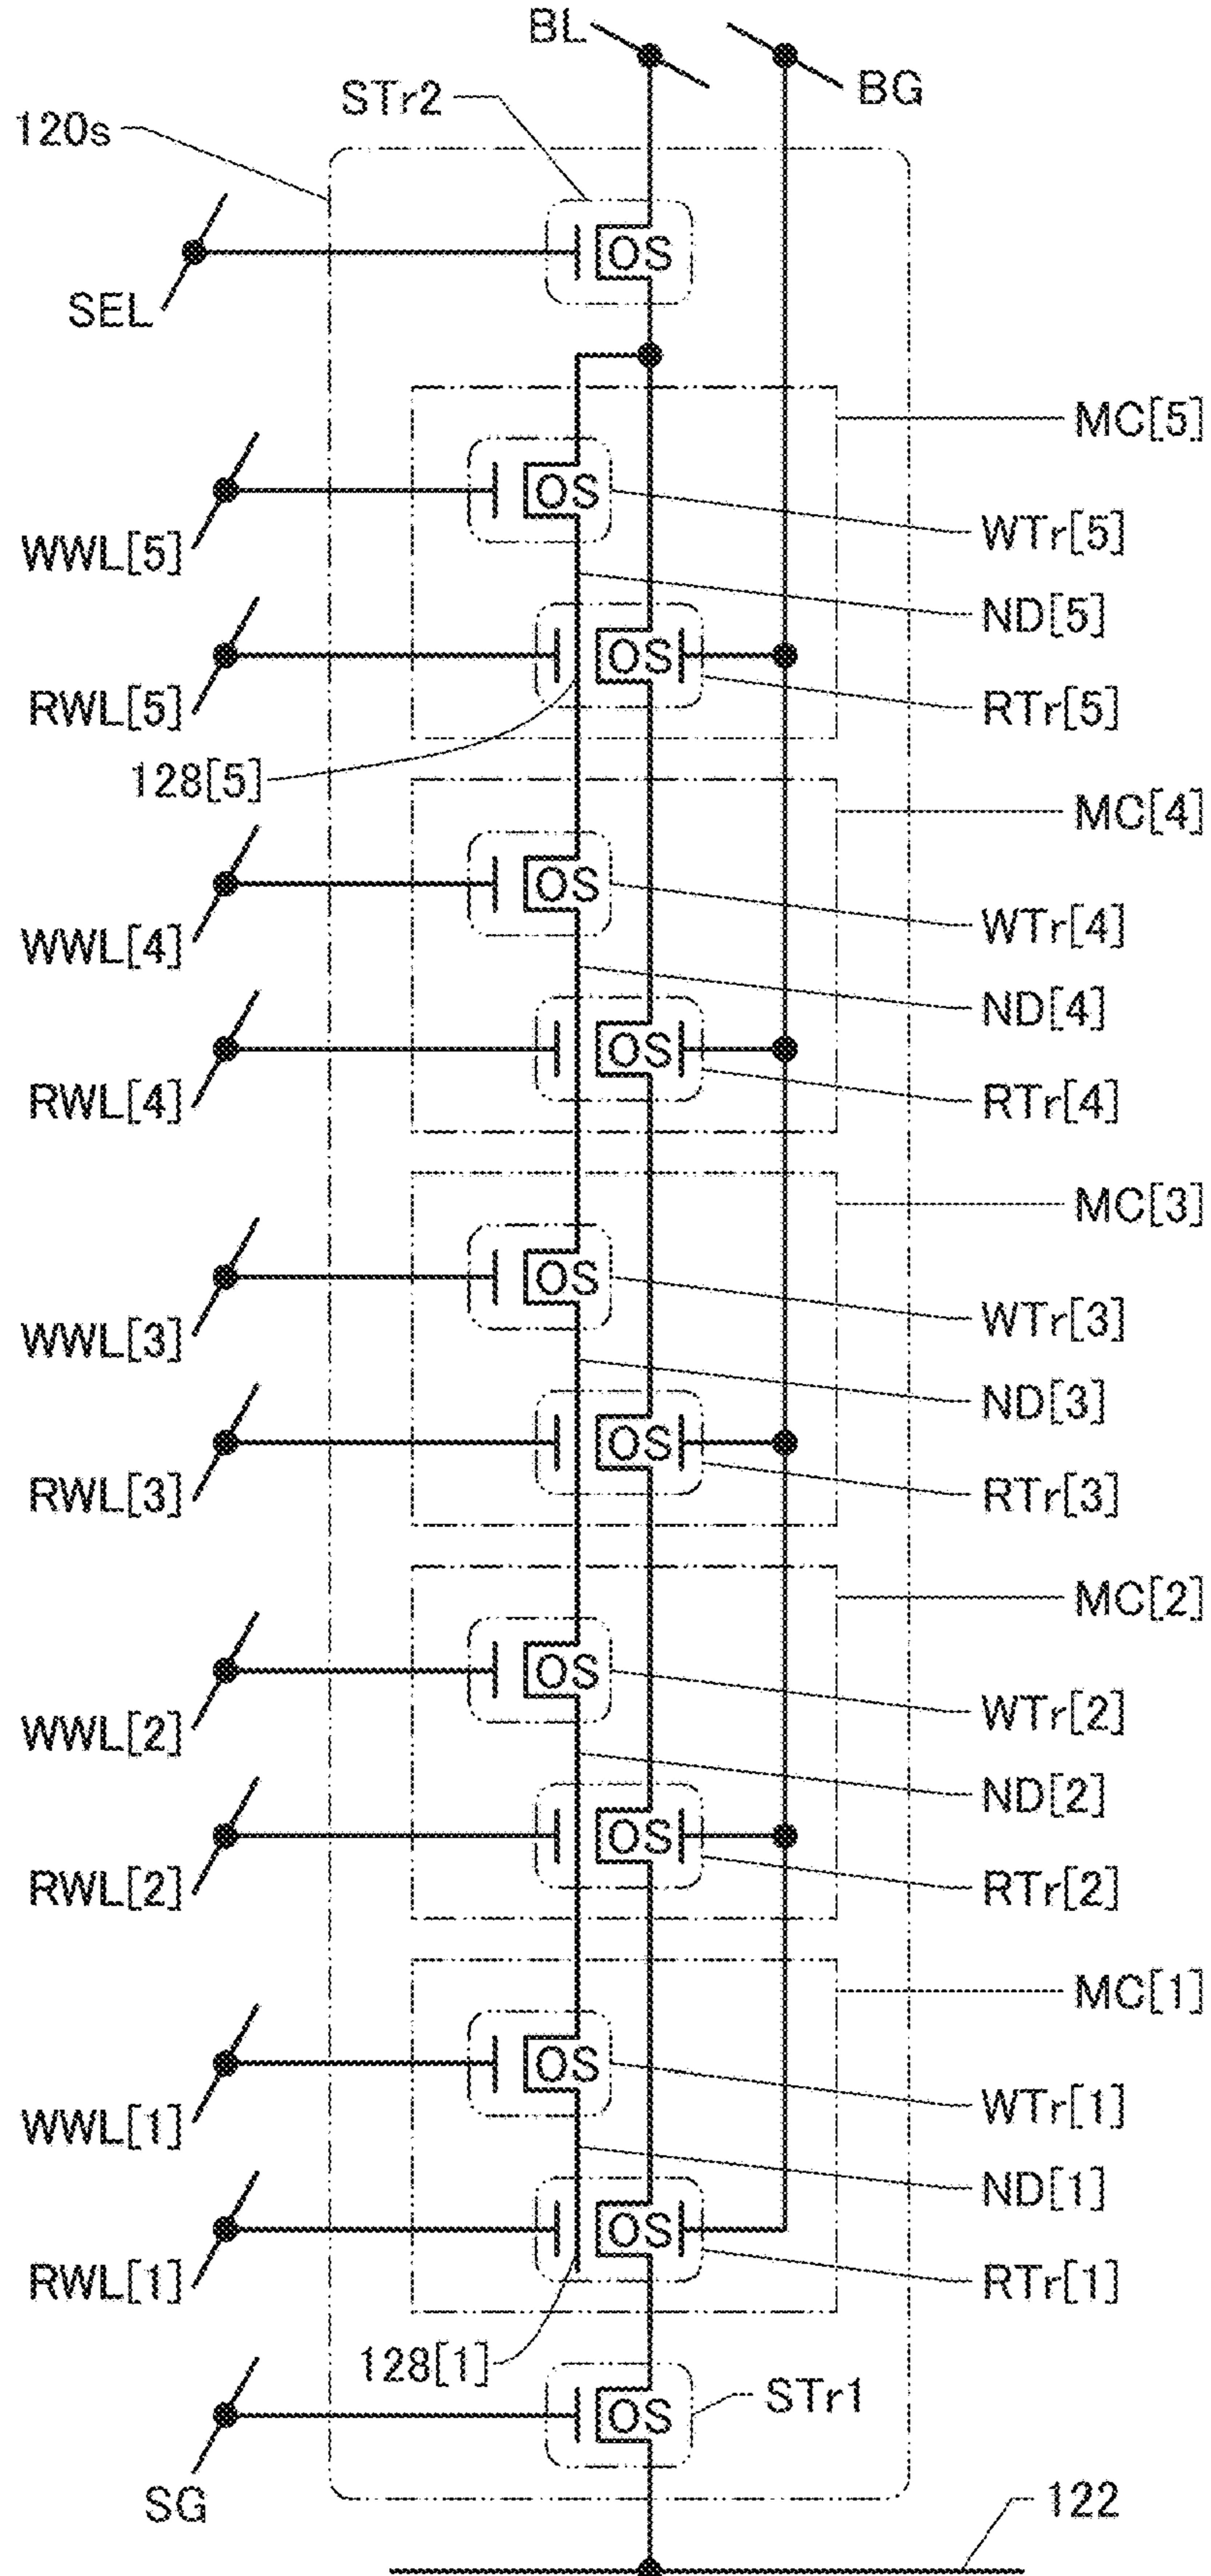 BL
BG
STr2
120s
OS
SEL
MC[5]
OS
WWL[5]
WTr[5]
ND[5]
OS
RWL[5]
RTr[5]
128[5]
MC[4]
OS
WWL[4]
WTr[4]
ND[4]
OS
RWL[4]
RTr[4]
MC[3]
OS
WWL[3]
WTr[3]
ND[3]
OS
RWL[3]
RTr[3]
MC[2]
OS
WWL[2]
WTr[2]
ND[2]
OS
RWL[2]
RTr[2]
MC[1]
OS
WWL[1]
WTr[1]
ND[1]
OS
RWL[1]
RTr[1]
128[1]
STr1
OS
SG
122